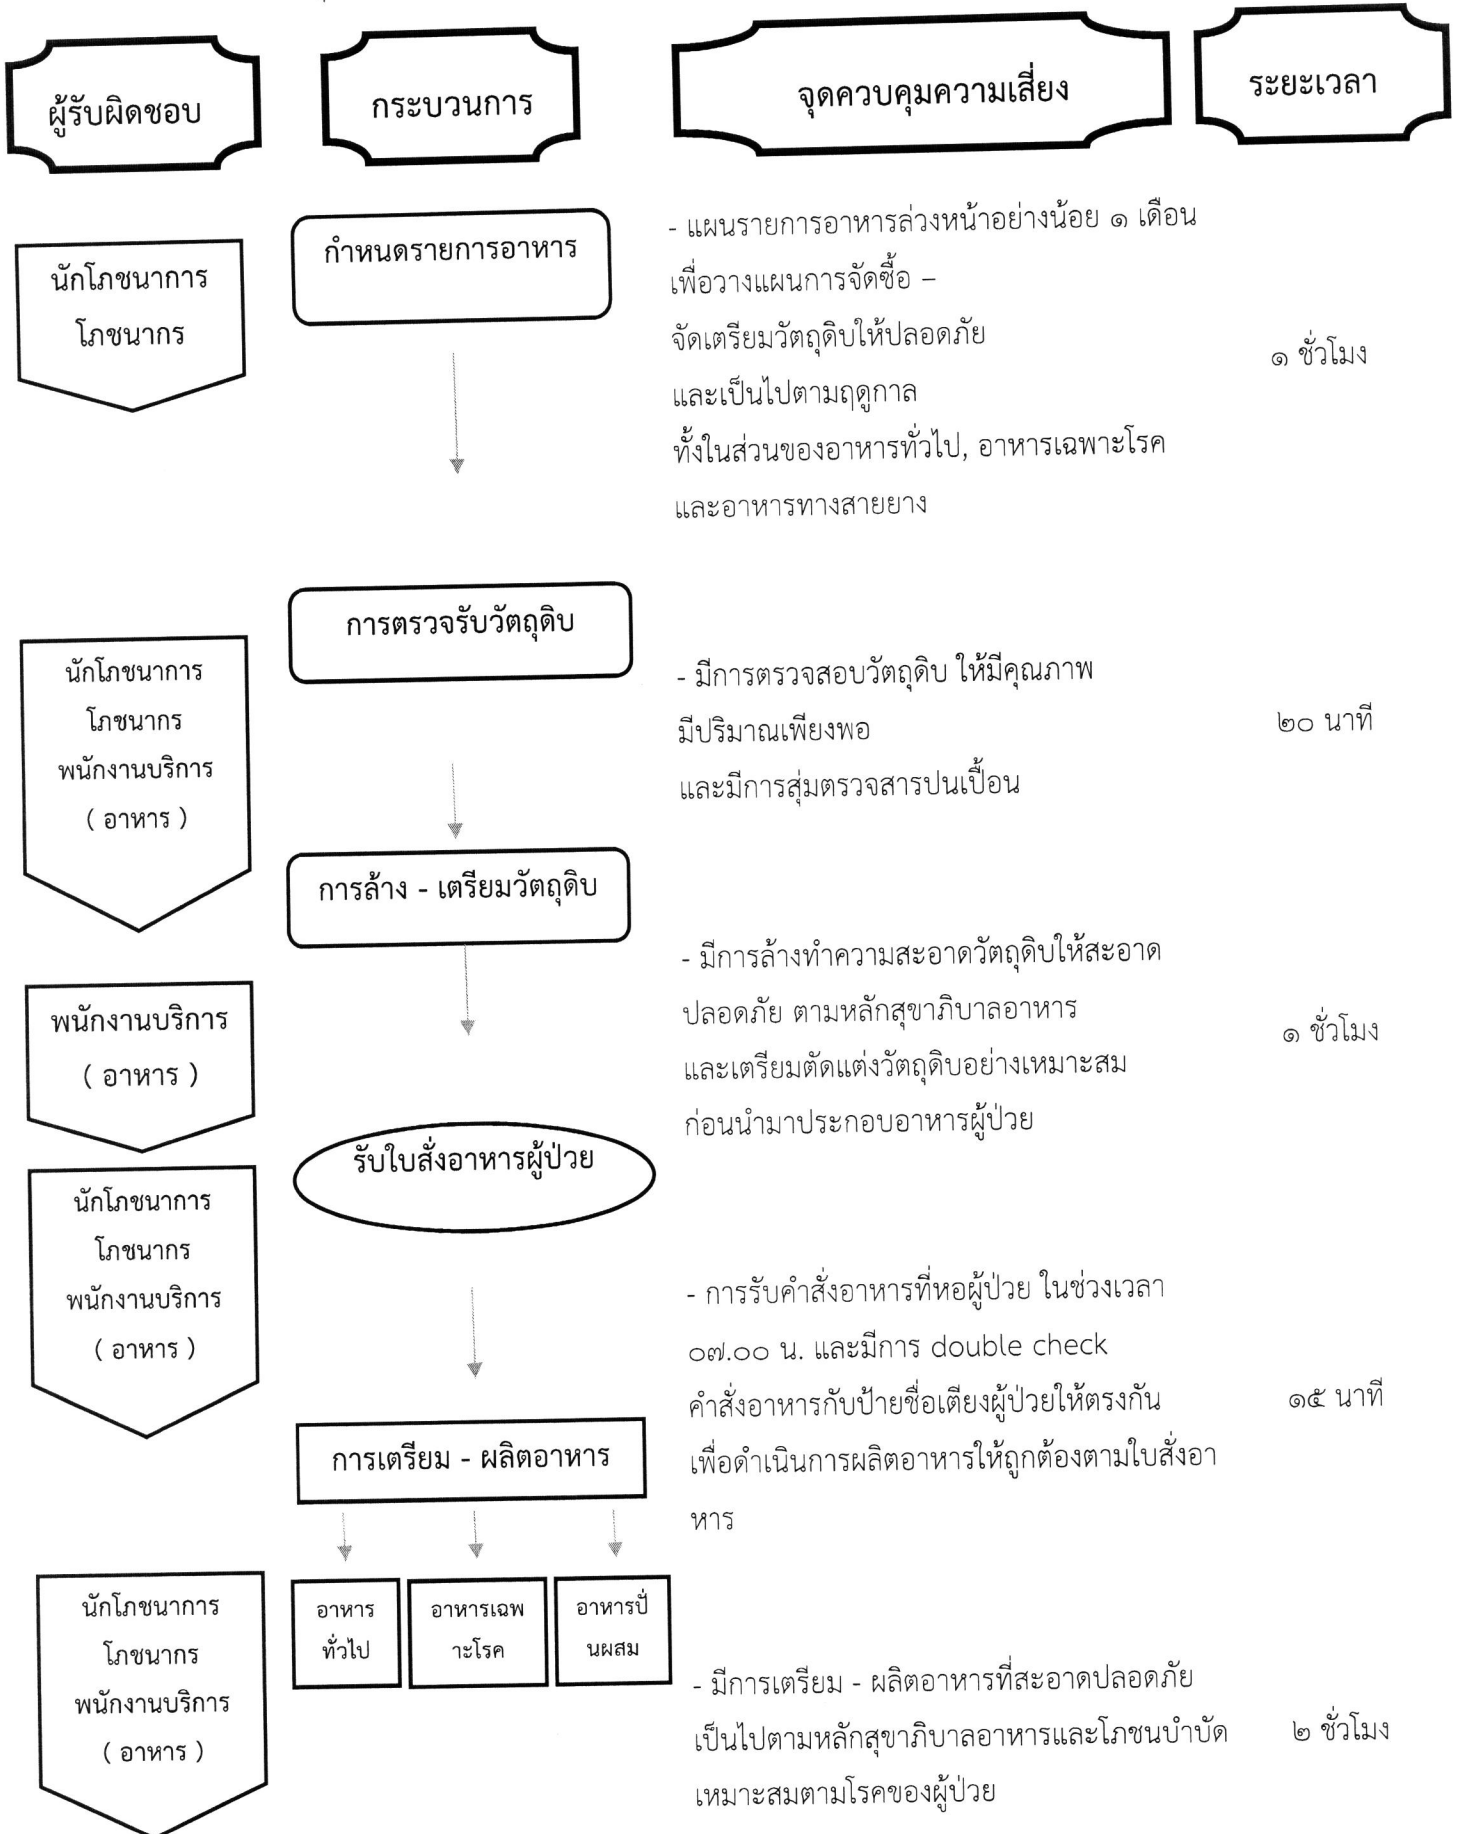 ผู้รับผิดชอบ
กระบวนการ
จุดควบคุมความเสี่ยง
ระยะเวลา
นักโภชนาการ
โภชนากร
กำหนดรายการอาหาร
- แผนรายการอาหารล่วงหน้าอย่างน้อย ๑ เดือน
เพื่อวางแผนการจัดซื้อ –
จัดเตรียมวัตถุดิบให้ปลอดภัย
และเป็นไปตามฤดูกาล
ทั้งในส่วนของอาหารทั่วไป, อาหารเฉพาะโรค
และอาหารทางสายยาง
๑ ชั่วโมง
นักโภชนาการ
โภชนากร
พนักงานบริการ
( อาหาร )
การตรวจรับวัตถุดิบ
- มีการตรวจสอบวัตถุดิบ ให้มีคุณภาพ
มีปริมาณเพียงพอ
และมีการสุ่มตรวจสารปนเปื้อน
๒๐ นาที
พนักงานบริการ
( อาหาร )
การล้าง - เตรียมวัตถุดิบ
- มีการล้างทำความสะอาดวัตถุดิบให้สะอาด
ปลอดภัย ตามหลักสุขาภิบาลอาหาร
และเตรียมตัดแต่งวัตถุดิบอย่างเหมาะสม
ก่อนนำมาประกอบอาหารผู้ป่วย
๑ ชั่วโมง
นักโภชนาการ
โภชนากร
พนักงานบริการ
( อาหาร )
รับใบสั่งอาหารผู้ป่วย
- การรับคำสั่งอาหารที่หอผู้ป่วย ในช่วงเวลา
๐๗.๐๐ น. และมีการ double check
คำสั่งอาหารกับป้ายชื่อเตียงผู้ป่วยให้ตรงกัน
เพื่อดำเนินการผลิตอาหารให้ถูกต้องตามใบสั่งอา
หาร
๑๕ นาที
นักโภชนาการ
โภชนากร
พนักงานบริการ
( อาหาร )
การเตรียม - ผลิตอาหาร
อาหาร
ทั่วไป
อาหารเฉพ
าะโรค
อาหารปั่
นผสม
- มีการเตรียม - ผลิตอาหารที่สะอาดปลอดภัย
เป็นไปตามหลักสุขาภิบาลอาหารและโภชนบำบัด
เหมาะสมตามโรคของผู้ป่วย
๒ ชั่วโมง